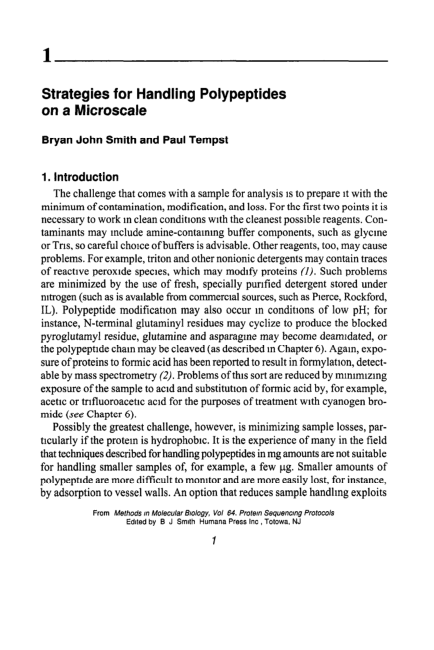 1
Strategies for Handling Polypeptides
on a Microscale
Bryan John Smith and Paul Tempst
1. Introduction
The challenge that comes with a sample for analysis is to prepare it with the
minimum of contamination, modification, and loss. For the first two points it is
necessary to work in clean conditions with the cleanest possible reagents. Con-
taminants may include amine-containing buffer components, such as glycine
or Tris, so careful choice of buffers is advisable. Other reagents, too, may cause
problems. For example, triton and other nonionic detergents may contain traces
of reactive peroxide species, which may modify proteins (1). Such problems
are minimized by the use of fresh, specially purified detergent stored under
nitrogen (such as is available from commercial sources, such as Pierce, Rockford,
IL). Polypeptide modification may also occur in conditions of low pH; for
instance, N-terminal glutaminyl residues may cyclize to produce the blocked
pyroglutamyl residue, glutamine and asparagine may become deamidated, or
the polypeptide chain may be cleaved (as described in Chapter 6). Again, expo-
sure of proteins to formic acid has been reported to result in formylation, detect-
able by mass spectrometry (2). Problems of this sort are reduced by minimizing
exposure of the sample to acid and substitution of formic acid by, for example,
acetic or trifluoroacetic acid for the purposes of treatment with cyanogen bro-
mide (see Chapter 6).
Possibly the greatest challenge, however, is minimizing sample losses, par-
ticularly if the protein is hydrophobic. It is the experience of many in the field
that techniques described for handling polypeptides in mg amounts are not suitable
for handling smaller samples of, for example, a few μg. Smaller amounts of
polypeptide are more difficult to monitor and are more easily lost, for instance,
by adsorption to vessel walls. An option that reduces sample handling exploits
From Methods in Molecular Biology, Vol 64. Protein Sequencing Protocols
Edited by B J Smith Humana Press Inc, Totowa, NJ
1